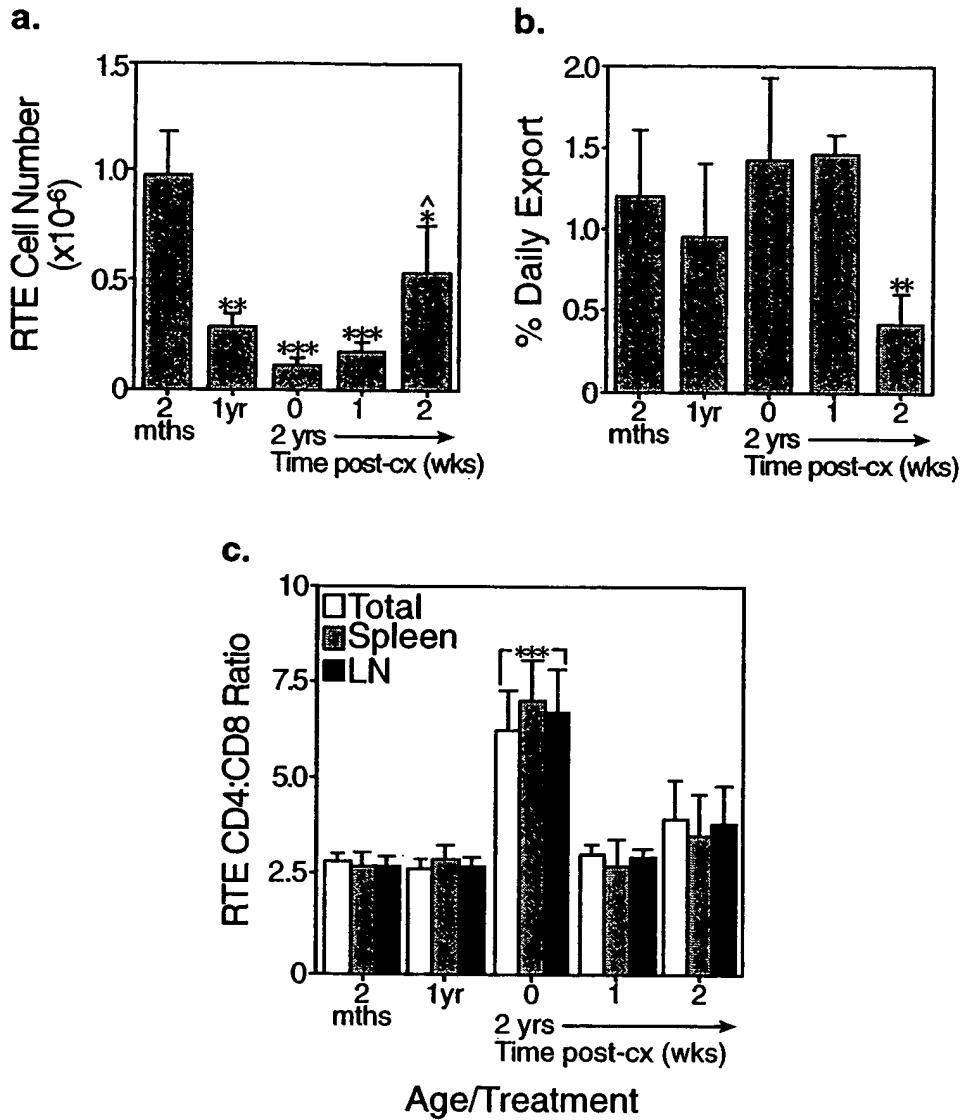 a.
RTE Cell Number
(x10-6)
1.5
1.0
0.5
0
**
***
***
^
*
2 1yr 0 1 2
mths
2 yrs
Time post-cx (wks)
b.
% Daily Export
2.0
1.5
1.0
0.5
0
**
2 1yr 0 1 2
mths
2 yrs
Time post-cx (wks)
c.
RTE CD4:CD8 Ratio
10
7.5
5.0
2.5
0
Total
Spleen
LN
***
2 1yr 0 1 2
mths
2 yrs
Time post-cx (wks)
Age/Treatment